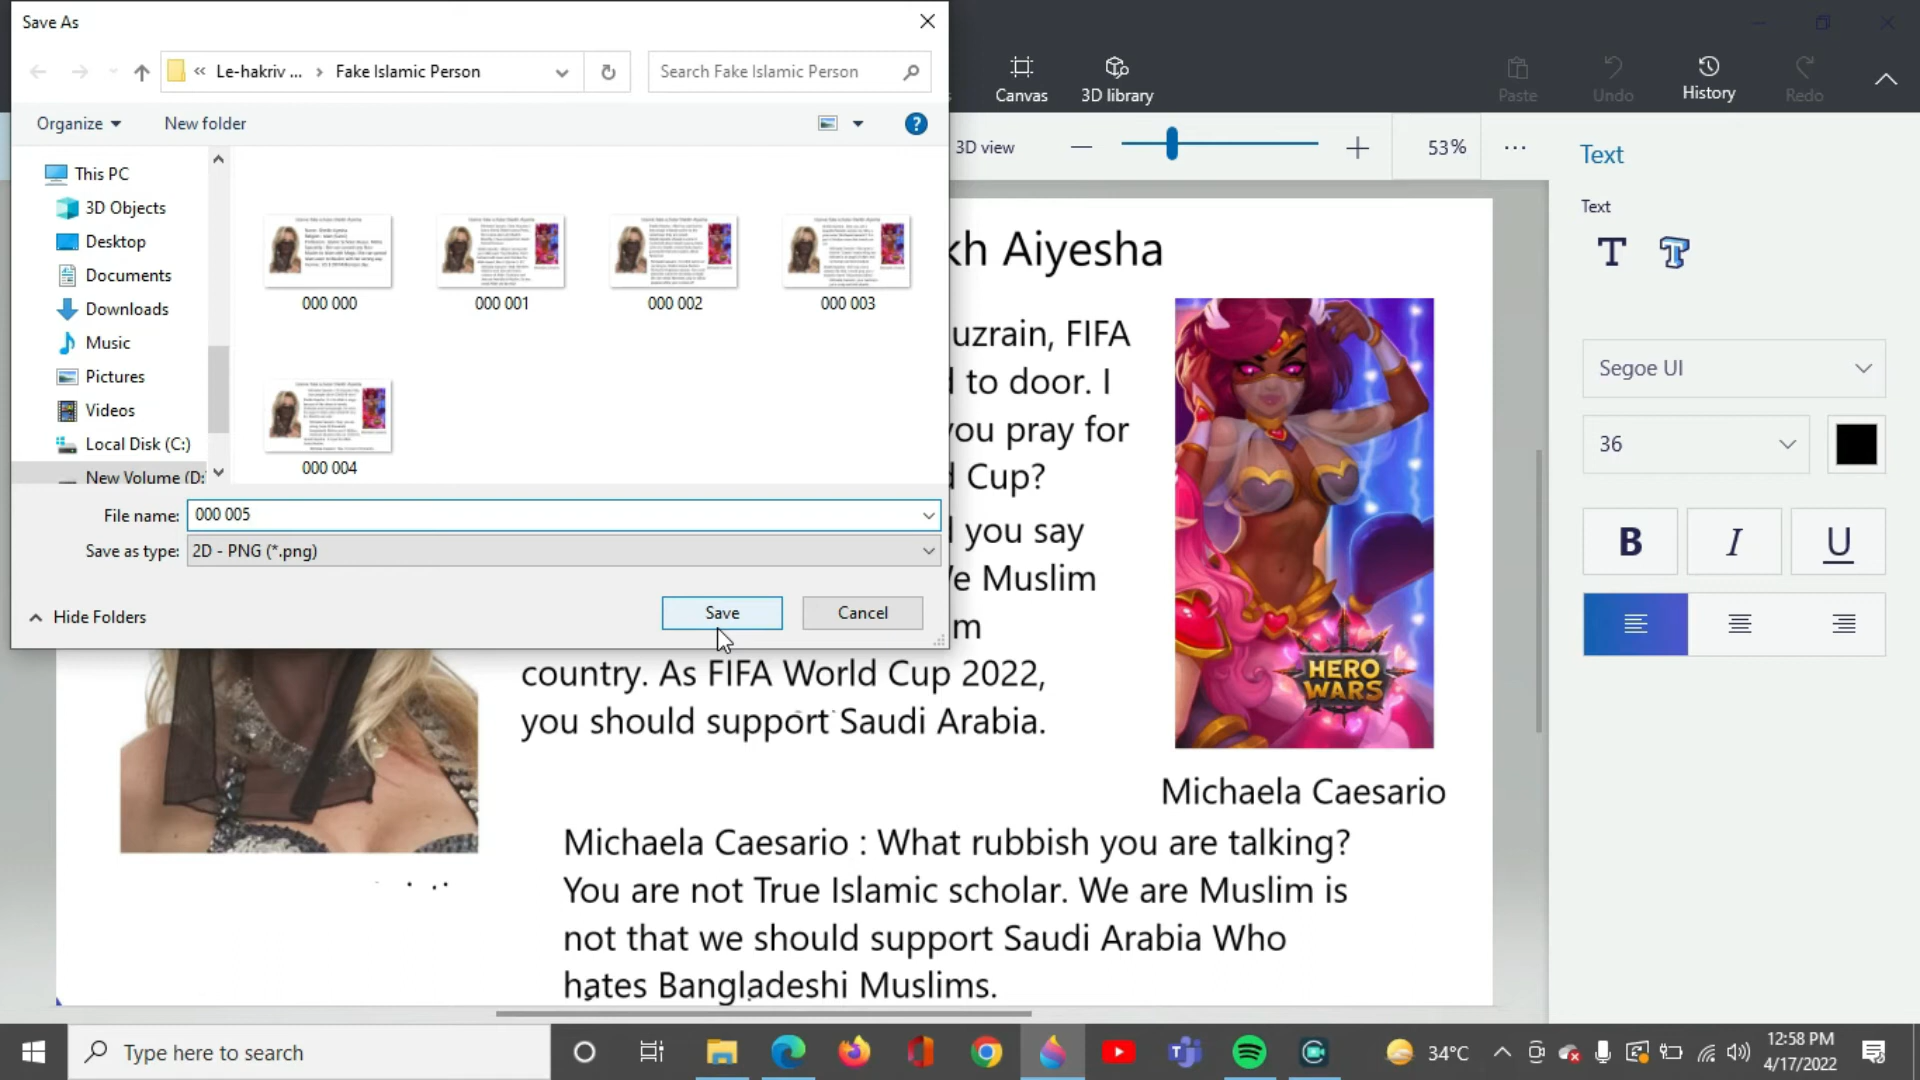 Save As
Le-hakriv ... Fake Islamic Person
Search Fake Islamic Person
Organize
New folder
This PC
3D Objects
Desktop
Documents
Downloads
Music
Pictures
Videos
Local Disk (C:)
New Volume (D:
000 000
000 001
000 002
000 003
000 004
File name:
000 005
Save as type:
2D - PNG (*.png)
Hide Folders
Save
Cancel
Canvas
3D library
Paste
Undo
History
Redo
3D view
53%
Text
Text
Segoe UI
36
B
I
U
kh Aiyesha
uzrain, FIFA
to door. I
you pray for
Cup?
you say
e Muslim
m
country. As FIFA World Cup 2022,
you should support Saudi Arabia.
HERO
WARS
Michaela Caesario
Michaela Caesario : What rubbish you are talking?
You are not True Islamic scholar. We are Muslim is
not that we should support Saudi Arabia Who
hates Bangladeshi Muslims.
Type here to search
34°C
12:58 PM
4/17/2022